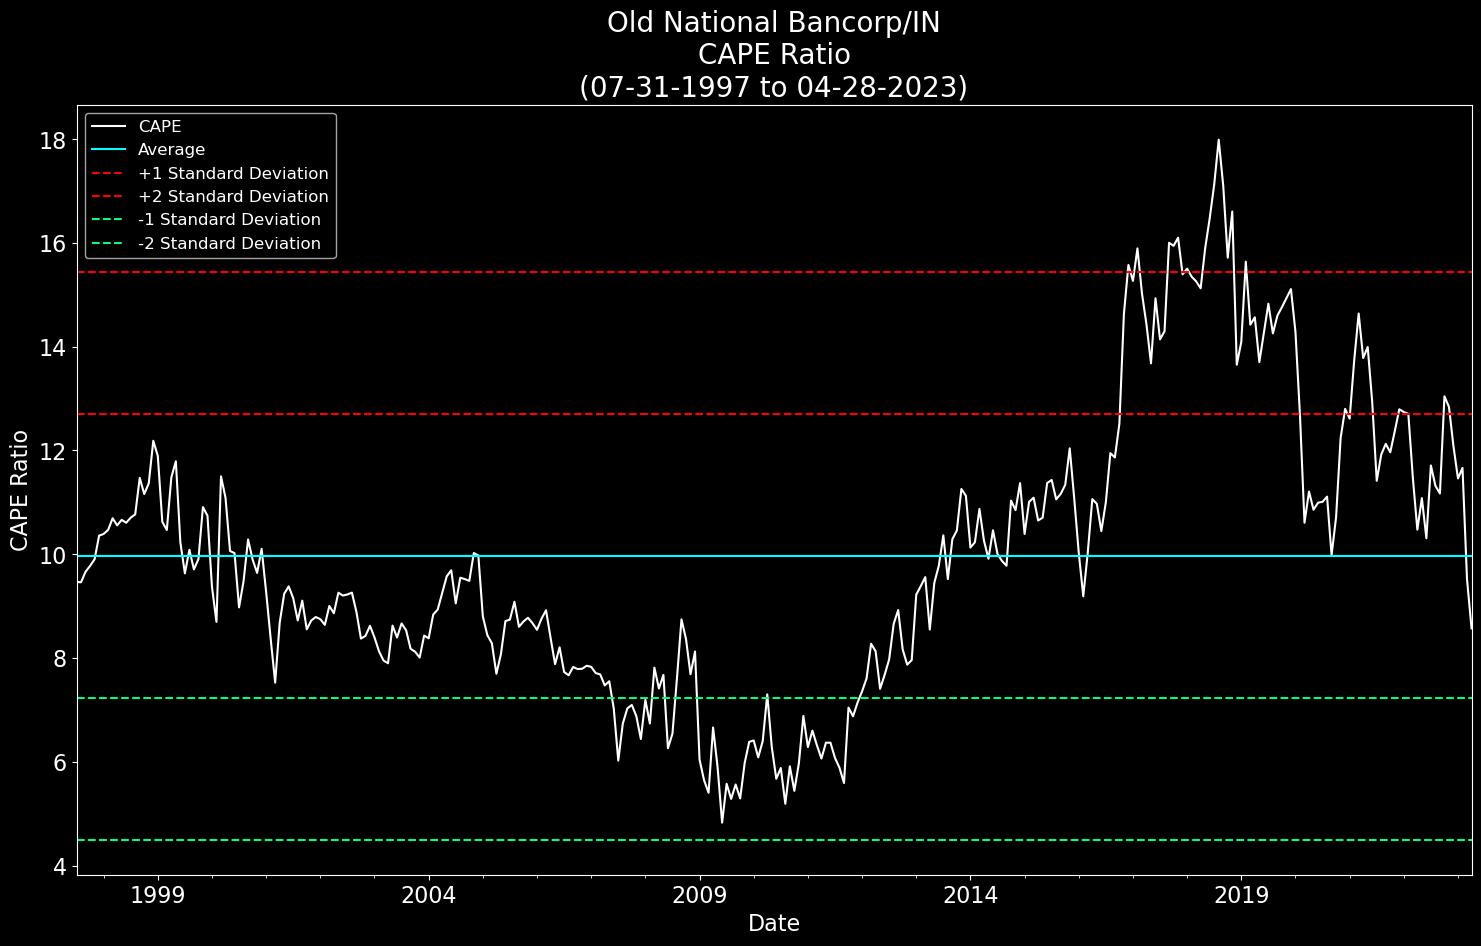 Old National Bancorp/IN
CAPE Ratio
(07-31-1997 to 04-28-2023)
CAPE
Average
+1 Standard Deviation
+2 Standard Deviation
-1 Standard Deviation
-2 Standard Deviation
18
16
14
12
10
8
6
4
CAPE Ratio
1999 2004 2009 2014 2019
Date